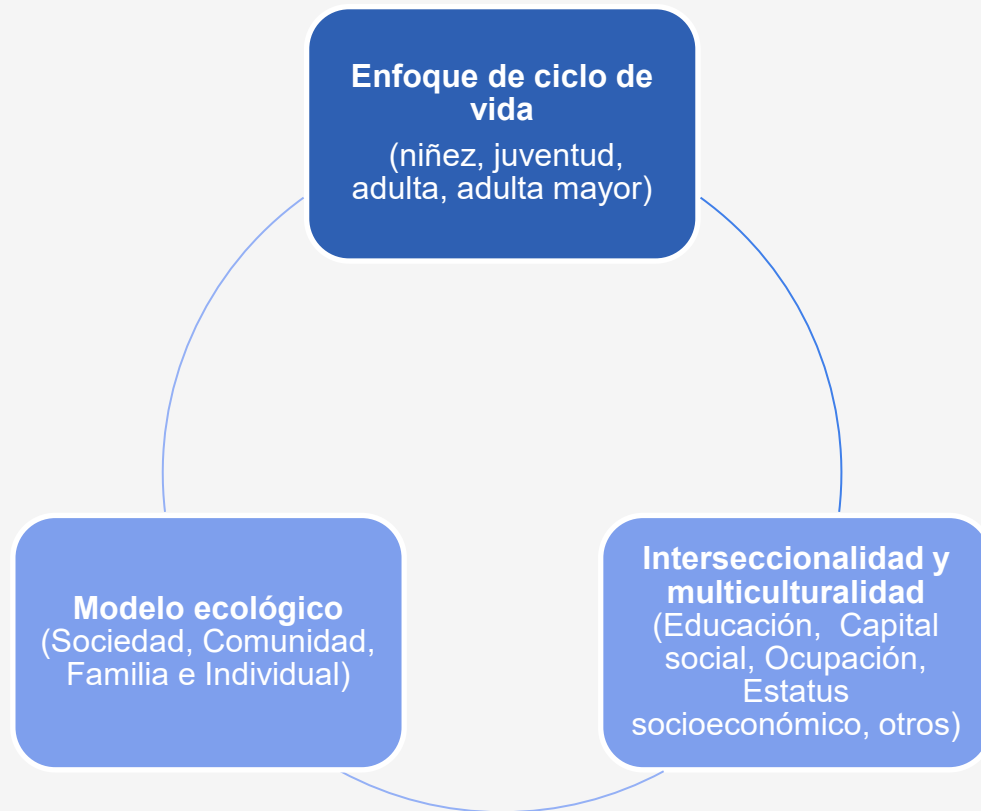 Enfoque de ciclo de
vida
(niñez, juventud,
adulta, adulta mayor)
Modelo ecológico
(Sociedad, Comunidad,
Familia e Individual)
Interseccionalidad y
multiculturalidad
(Educación, Capital
social, Ocupación,
Estatus
socioeconómico, otros)